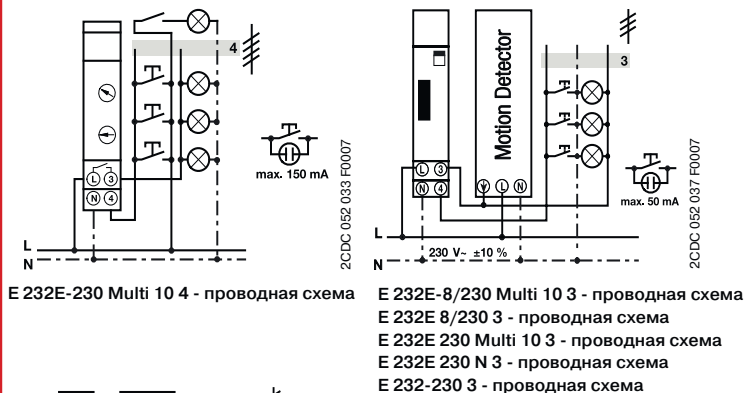 4
L 3
N 4
max. 150 mA
2CDC 052 033 F0007
L
N
E 232E-230 Multi 10 4 - проводная схема
3
Motion Detector
L 3
N 4
L N
max. 50 mA
2CDC 052 037 F0007
L
230 V~ ±10 %
N
E 232E-8/230 Multi 10 3 - проводная схема
E 232E 8/230 3 - проводная схема
E 232E 230 Multi 10 3 - проводная схема
E 232E 230 N 3 - проводная схема
E 232-230 3 - проводная схема